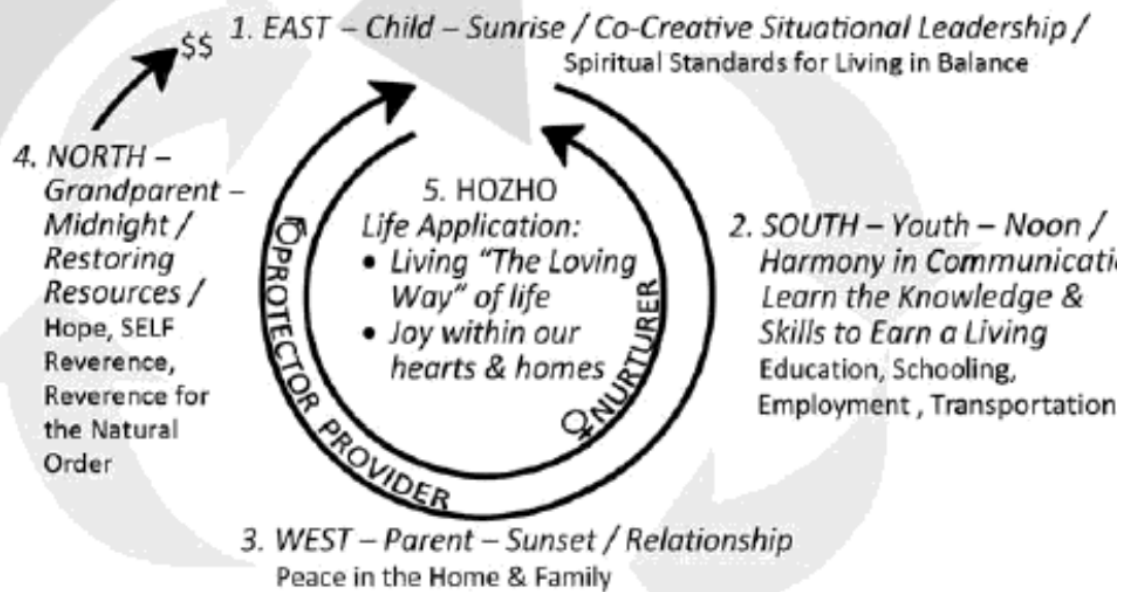 $$
1. EAST – Child – Sunrise / Co-Creative Situational Leadership /
Spiritual Standards for Living in Balance
4. NORTH –
Grandparent –
Midnight /
Restoring
Resources /
Hope, SELF
Reverence,
Reverence for
the Natural
Order
♂PROTECTOR PROVIDER
5. HOZHO
Life Application:
• Living "The Loving
Way" of life
• Joy within our
hearts & homes
♀NURTURER
2. SOUTH – Youth – Noon /
Harmony in Communicati
Learn the Knowledge &
Skills to Earn a Living
Education, Schooling,
Employment , Transportation
3. WEST – Parent – Sunset / Relationship
Peace in the Home & Family